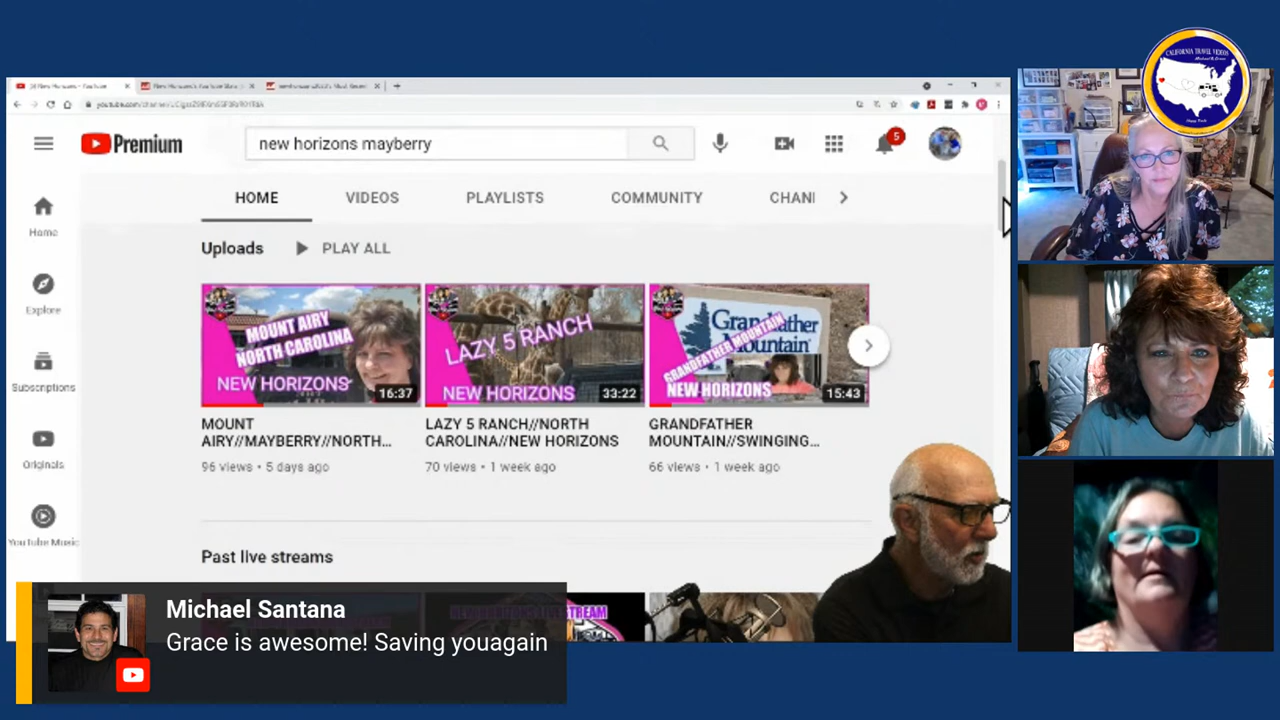 CALIFORNIA TRAVEL VIDEOS
Premium
new horizons mayberry
5
HOME
VIDEOS
PLAYLISTS
COMMUNITY
CHANI
Home
Explore
Subscriptions
Originals
YouTube Music
Uploads
PLAY ALL
MOUNT AIRY
NORTH CAROLINA
NEW HORIZONS
16:37
LAZY 5 RANCH
NEW HORIZONS
33:22
Grandfather
Mountain
GRANDFATHER MOUNTAIN
NEW HORIZONS
15:43
MOUNT
AIRY//MAYBERRY//NORTH...
96 views • 5 days ago
LAZY 5 RANCH//NORTH
CAROLINA//NEW HORIZONS
70 views • 1 week ago
GRANDFATHER
MOUNTAIN//SWINGING...
66 views • 1 week ago
Past live streams
Michael Santana
Grace is awesome! Saving youagain